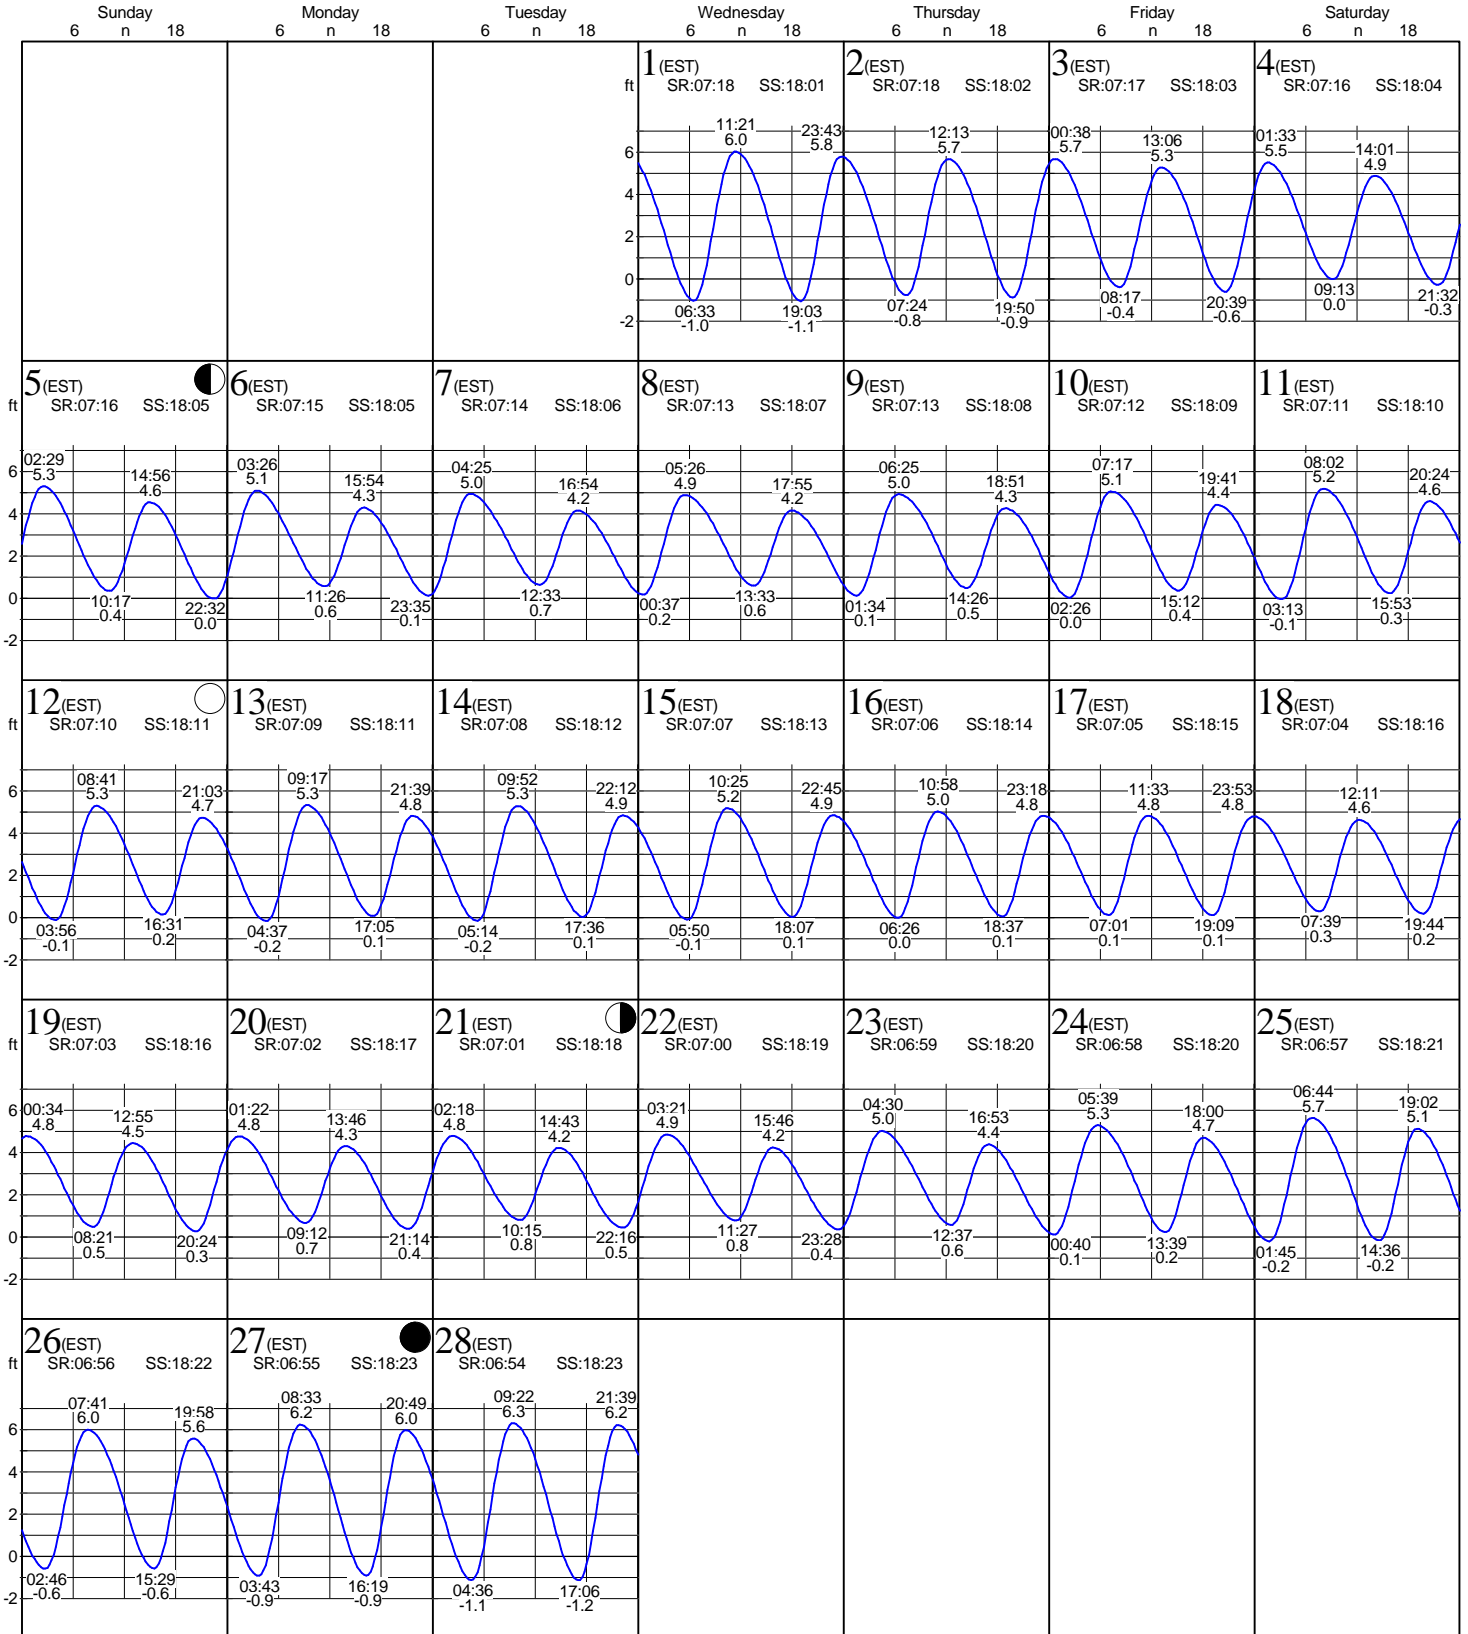 Sunday Monday Tuesday Wednesday Thursday Friday Saturday
6 n 18 6 n 18 6 n 18 6 n 18 6 n 18 6 n 18 6 n 18
1(EST) 2(EST) 3(EST) 4(EST)
ft SR:07:18 SS:18:01 SR:07:18 SS:18:02 SR:07:17 SS:18:03 SR:07:16 SS:18:04
11:21 23:43 12:13 00:38 13:06 01:33 14:01
6.0 5.8 5.7 5.7 5.3 5.5 4.9
6
4
2
0
-2
06:33 19:03 07:24 19:50 08:17 20:39 09:13 21:32
-1.0 -1.1 -0.8 -0.9 -0.4 -0.6 0.0 -0.3
5(EST) 6(EST) 7(EST) 8(EST) 9(EST) 10(EST) 11(EST)
ft SR:07:16 SS:18:05 SR:07:15 SS:18:05 SR:07:14 SS:18:06 SR:07:13 SS:18:07 SR:07:13 SS:18:08 SR:07:12 SS:18:09 SR:07:11 SS:18:10
02:29 14:56 03:26 15:54 04:25 16:54 05:26 17:55 06:25 18:51 07:17 19:41 08:02 20:24
5.3 4.6 5.1 4.3 5.0 4.2 4.9 4.2 5.0 4.3 5.1 4.4 5.2 4.6
6
4
2
0
-2
10:17 22:32 11:26 23:35 12:33 00:37 13:33 01:34 14:26 02:26 15:12 03:13 15:53
0.4 0.0 0.6 0.1 0.7 0.2 0.6 0.1 0.5 0.0 0.4 -0.1 0.3
12(EST) 13(EST) 14(EST) 15(EST) 16(EST) 17(EST) 18(EST)
ft SR:07:10 SS:18:11 SR:07:09 SS:18:11 SR:07:08 SS:18:12 SR:07:07 SS:18:13 SR:07:06 SS:18:14 SR:07:05 SS:18:15 SR:07:04 SS:18:16
08:41 21:03 09:17 21:39 09:52 22:12 10:25 22:45 10:58 23:18 11:33 23:53 12:11
5.3 4.7 5.3 4.8 5.3 4.9 5.2 4.9 5.0 4.8 4.8 4.8 4.6
6
4
2
0
-2
03:56 16:31 04:37 17:05 05:14 17:36 05:50 18:07 06:26 18:37 07:01 19:09 07:39 19:44
-0.1 0.2 -0.2 0.1 -0.2 0.1 -0.1 0.1 0.0 0.1 0.1 0.1 0.3 0.2
19(EST) 20(EST) 21(EST) 22(EST) 23(EST) 24(EST) 25(EST)
ft SR:07:03 SS:18:16 SR:07:02 SS:18:17 SR:07:01 SS:18:18 SR:07:00 SS:18:19 SR:06:59 SS:18:20 SR:06:58 SS:18:20 SR:06:57 SS:18:21
00:34 12:55 01:22 13:46 02:18 14:43 03:21 15:46 04:30 16:53 05:39 18:00 06:44 19:02
4.8 4.5 4.8 4.3 4.8 4.2 4.9 4.2 5.0 4.4 5.3 4.7 5.7 5.1
6
4
2
0
-2
08:21 20:24 09:12 21:14 10:15 22:16 11:27 23:28 12:37 00:40 13:39 01:45 14:36
0.5 0.3 0.7 0.4 0.8 0.5 0.8 0.4 0.6 0.1 0.2 -0.2 -0.2
26(EST) 27(EST) 28(EST)
ft SR:06:56 SS:18:22 SR:06:55 SS:18:23 SR:06:54 SS:18:23
07:41 19:58 08:33 20:49 09:22 21:39
6.0 5.6 6.2 6.0 6.3 6.2
6
4
2
0
-2
02:46 15:29 03:43 16:19 04:36 17:06
-0.6 -0.6 -0.9 -0.9 -1.1 -1.2